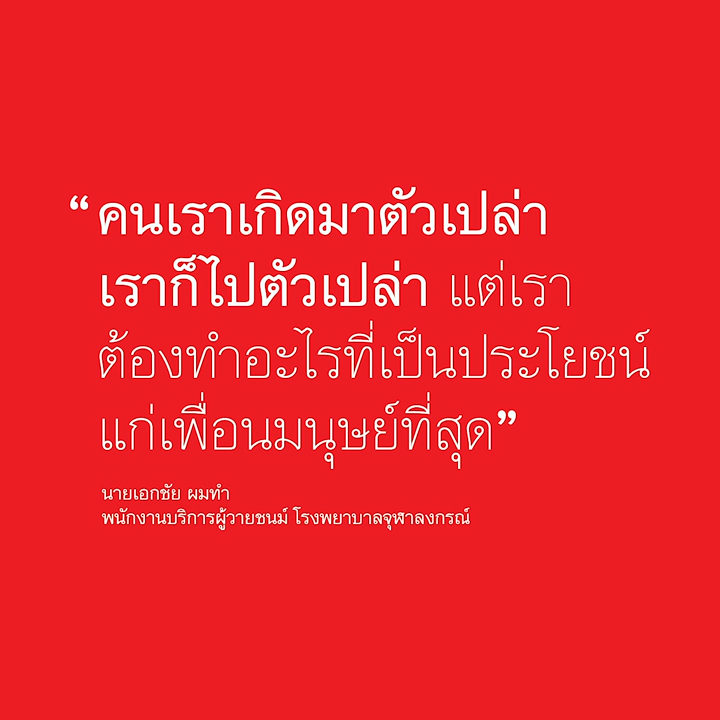 “คนเราเกิดมาตัวเปล่า
เราก็ไปตัวเปล่า แต่เรา
ต้องทำอะไรที่เป็นประโยชน์
แก่เพื่อนมนุษย์ที่สุด”
นายเอกชัย ผมทำ
พนักงานบริการผู้วายชนม์ โรงพยาบาลจุฬาลงกรณ์